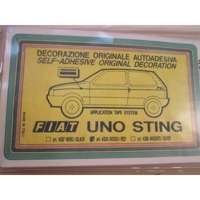 DECORAZIONE ORIGINALE AUTOADESIVA
SELF-ADHESIVE ORIGINAL DECORATION
APPLICATION TAPE SYSTEM
FIAT UNO STING